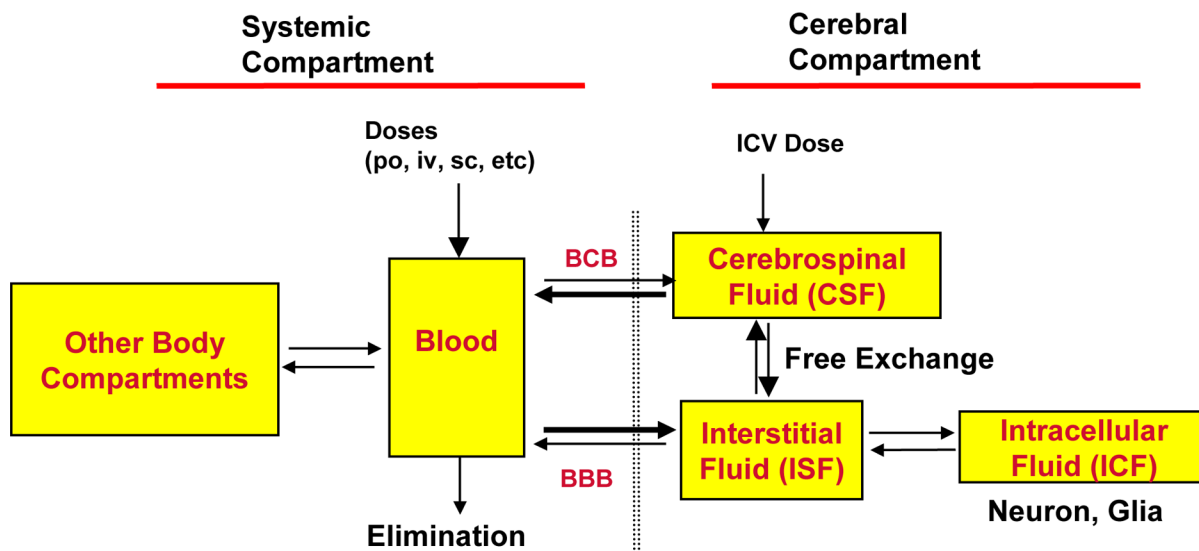 Systemic
Compartment
Cerebral
Compartment
Doses
(po, iv, sc, etc)
ICV Dose
BCB
Cerebrospinal
Fluid (CSF)
Other Body
Compartments
Blood
Free Exchange
BBB
Interstitial
Fluid (ISF)
Intracellular
Fluid (ICF)
Neuron, Glia
Elimination